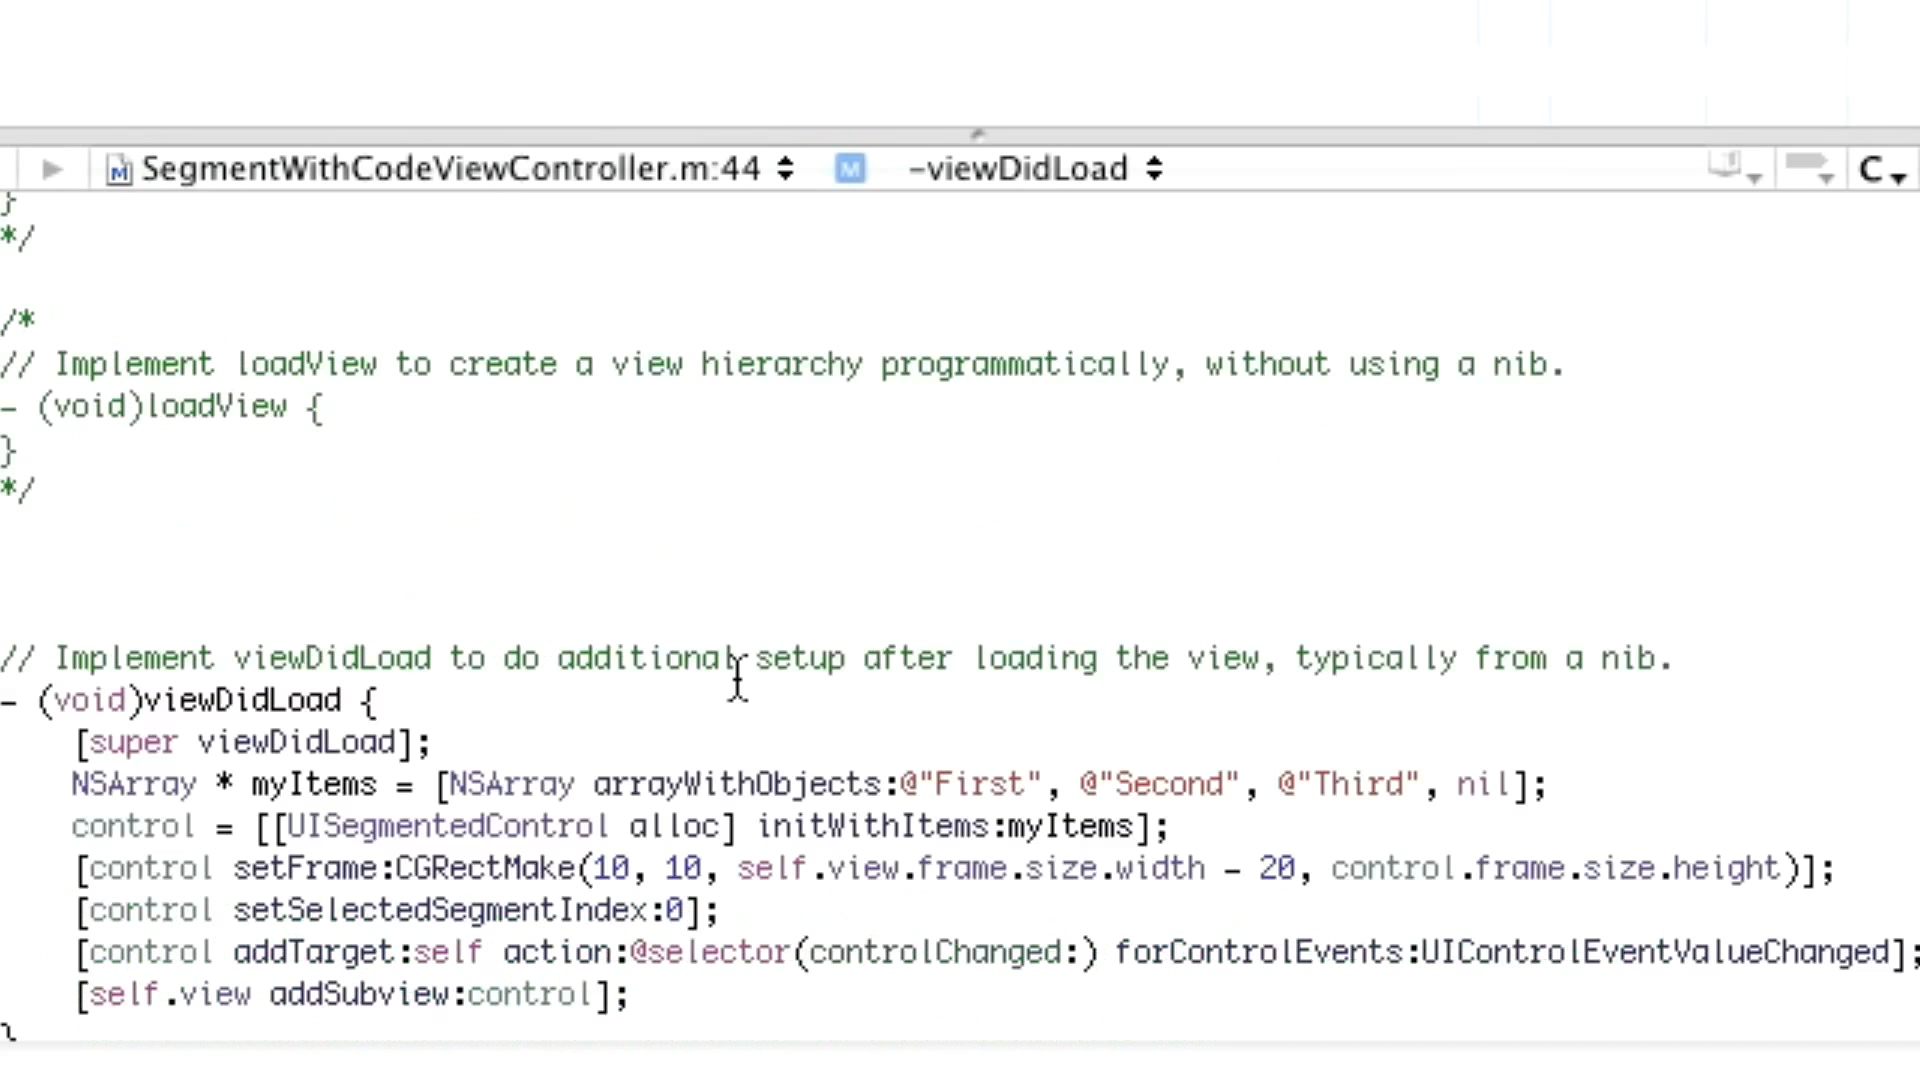 SegmentWithCodeViewController.m:44 M -viewDidLoad C
}
*/
/*
// Implement loadView to create a view hierarchy programmatically, without using a nib.
- (void)loadView {
}
*/
// Implement viewDidLoad to do additional setup after loading the view, typically from a nib.
- (void)viewDidLoad {
[super viewDidLoad];
NSArray * myItems = [NSArray arrayWithObjects:@"First", @"Second", @"Third", nil];
control = [[UISegmentedControl alloc] initWithItems:myItems];
[control setFrame:CGRectMake(10, 10, self.view.frame.size.width - 20, control.frame.size.height)];
[control setSelectedSegmentIndex:0];
[control addTarget:self action:@selector(controlChanged:) forControlEvents:UIControlEventValueChanged];
[self.view addSubview:control];
}